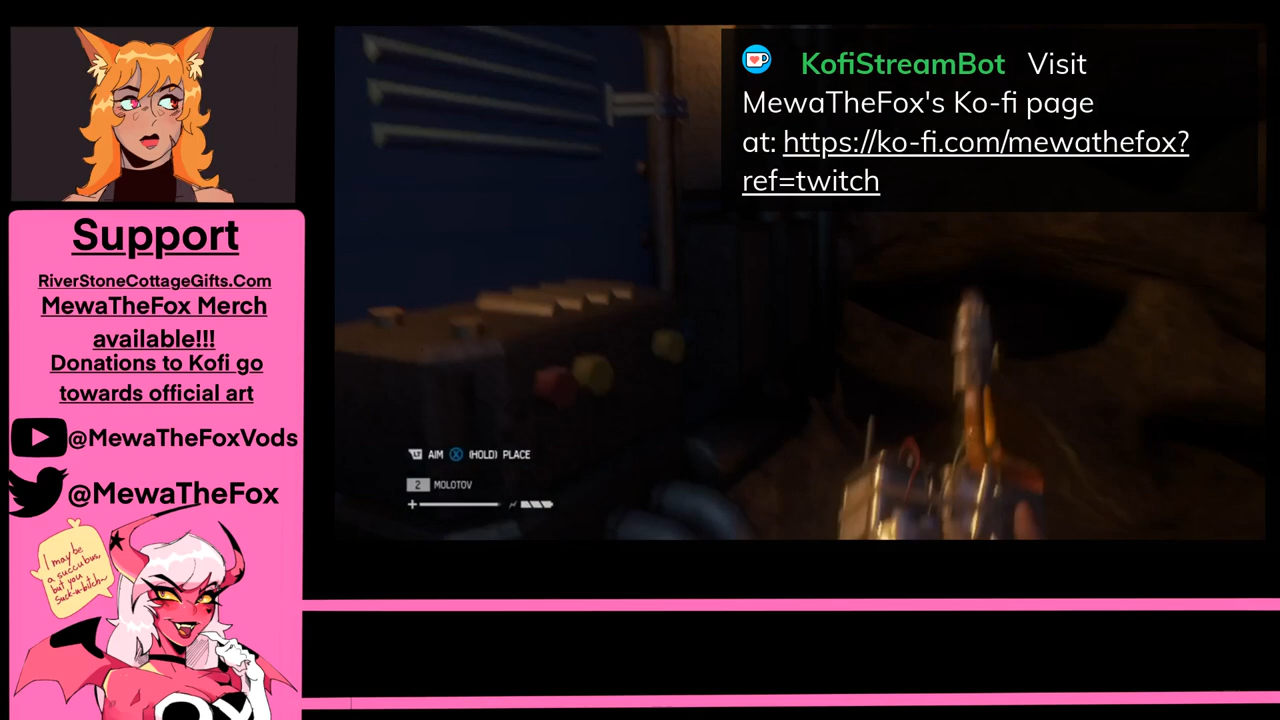 KofiStreamBot Visit
MewaTheFox's Ko-fi page
at: https://ko-fi.com/mewathefox?
ref=twitch
Support
RiverStoneCottageGifts.Com
MewaTheFox Merch
available!!!
Donations to Kofi go
towards official art
@MewaTheFoxVods
@MewaTheFox
I may be
a succubus,
but you
suck-a-bitch~
LT AIM X (HOLD) PLACE
2 MOLOTOV